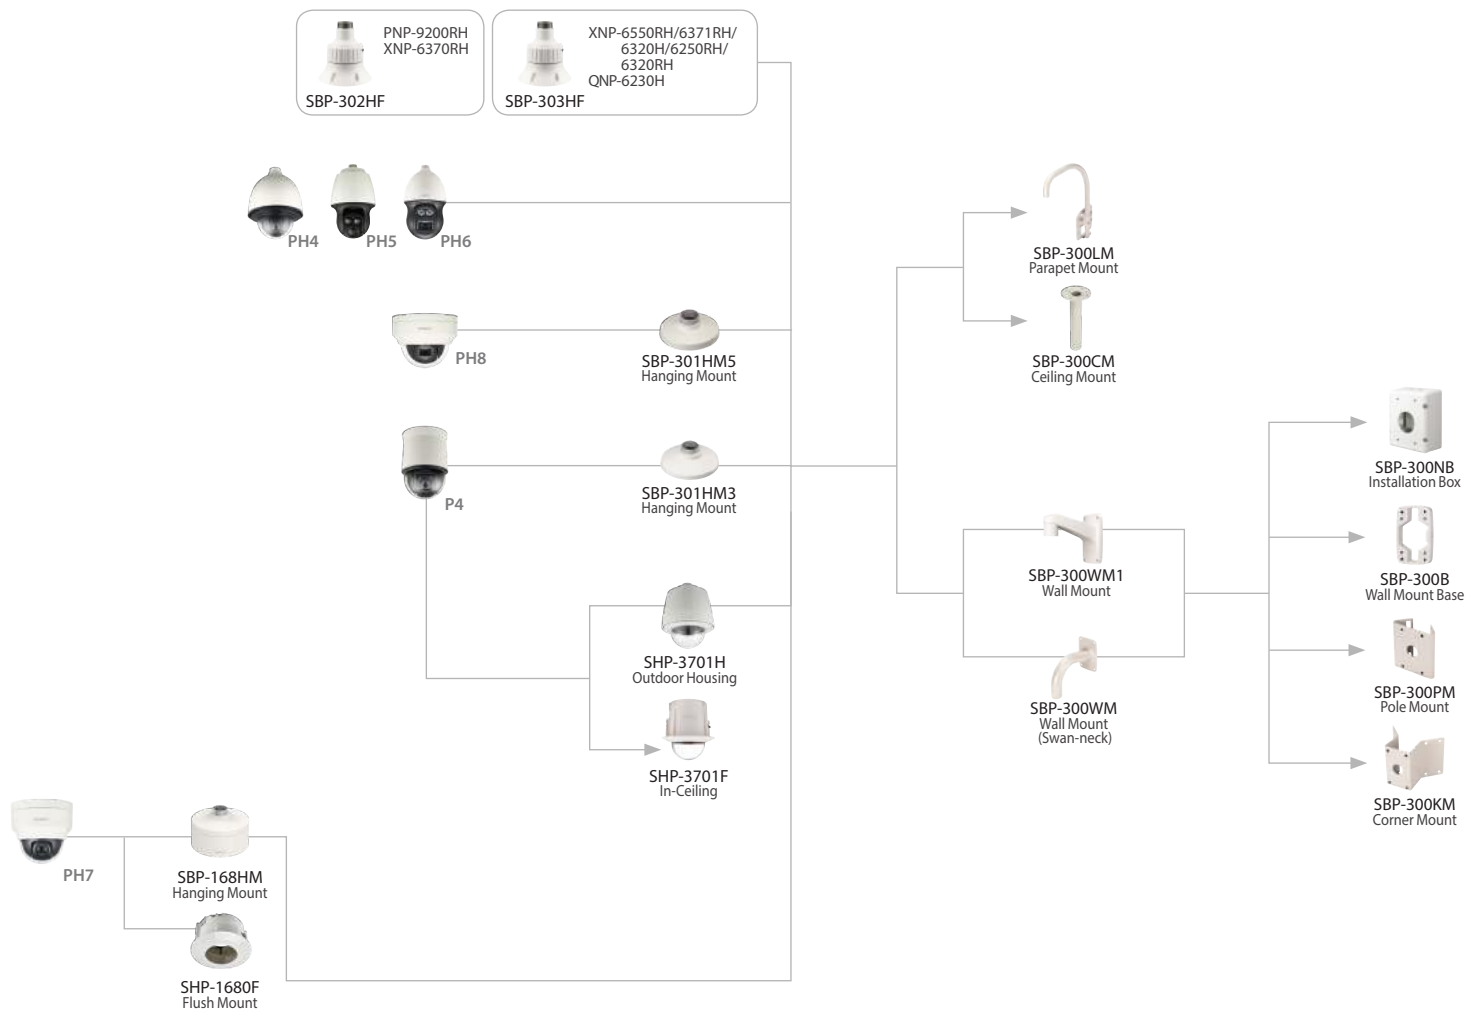 PNP-9200RH
XNP-6370RH
SBP-302HF
XNP-6550RH/6371RH/
6320H/6250RH/
6320RH
QNP-6230H
SBP-303HF
PH4
PH5
PH6
SBP-300LM
Parapet Mount
PH8
SBP-301HM5
Hanging Mount
SBP-300CM
Ceiling Mount
P4
SBP-301HM3
Hanging Mount
SBP-300NB
Installation Box
SBP-300WM1
Wall Mount
SBP-300B
Wall Mount Base
SHP-3701H
Outdoor Housing
SBP-300WM
Wall Mount
(Swan-neck)
SBP-300PM
Pole Mount
SHP-3701F
In-Ceiling
SBP-300KM
Corner Mount
PH7
SBP-168HM
Hanging Mount
SHP-1680F
Flush Mount